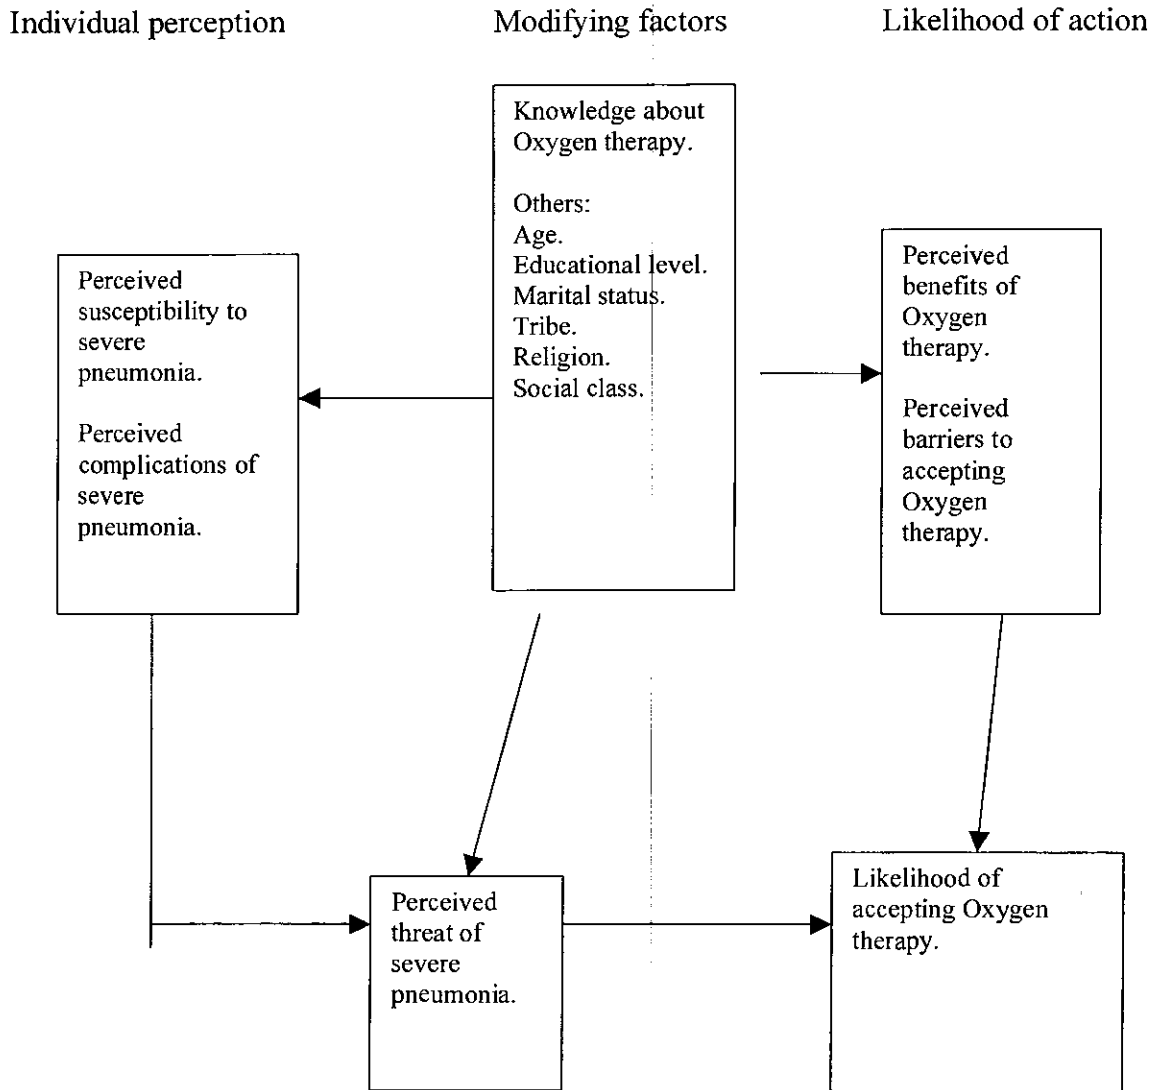 Individual perception
Modifying factors
Likelihood of action
Knowledge about
Oxygen therapy.
Others:
Age.
Educational level.
Marital status.
Tribe.
Religion.
Social class.
Perceived
susceptibility to
severe
pneumonia.
Perceived
complications of
severe
pneumonia.
Perceived
benefits of
Oxygen
therapy.
Perceived
barriers to
accepting
Oxygen
therapy.
Perceived
threat of
severe
pneumonia.
Likelihood of
accepting Oxygen
therapy.